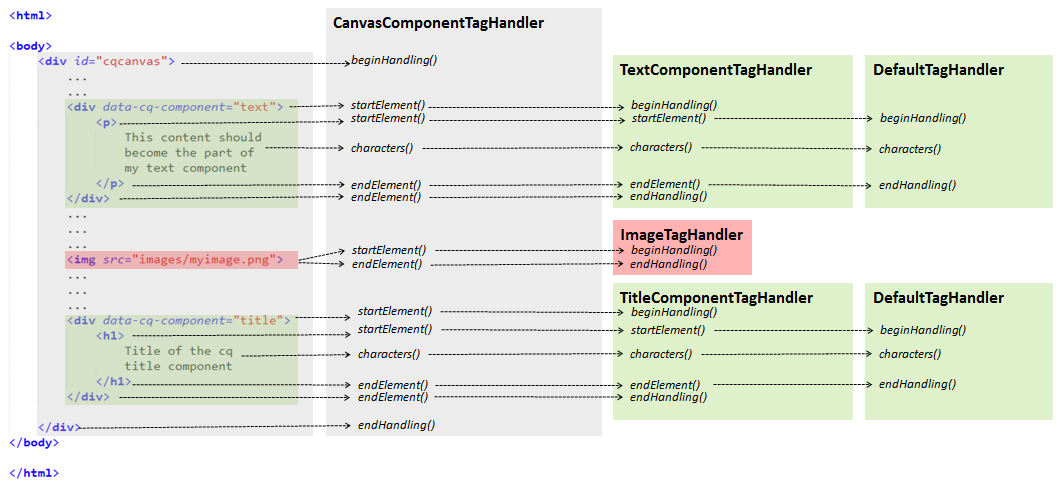 <html>
<body>
<div id="cqcanvas">
...
...
<div data-cq-component="text">
<p>
This content should
become the part of
my text component
</p>
</div>
...
...
<img src="images/myimage.png">
...
...
...
<div data-cq-component="title">
<h1>
Title of the cq
title component
</h1>
</div>
</div>
</body>
</html>
CanvasComponentTagHandler
beginHandling()
startElement()
startElement()
characters()
endElement()
endElement()
startElement()
endElement()
startElement()
startElement()
characters()
endElement()
endElement()
endHandling()
TextComponentTagHandler
beginHandling()
startElement()
characters()
endElement()
endHandling()
DefaultTagHandler
beginHandling()
characters()
endHandling()
ImageTagHandler
beginHandling()
endHandling()
TitleComponentTagHandler
beginHandling()
startElement()
characters()
endElement()
endHandling()
DefaultTagHandler
beginHandling()
characters()
endHandling()